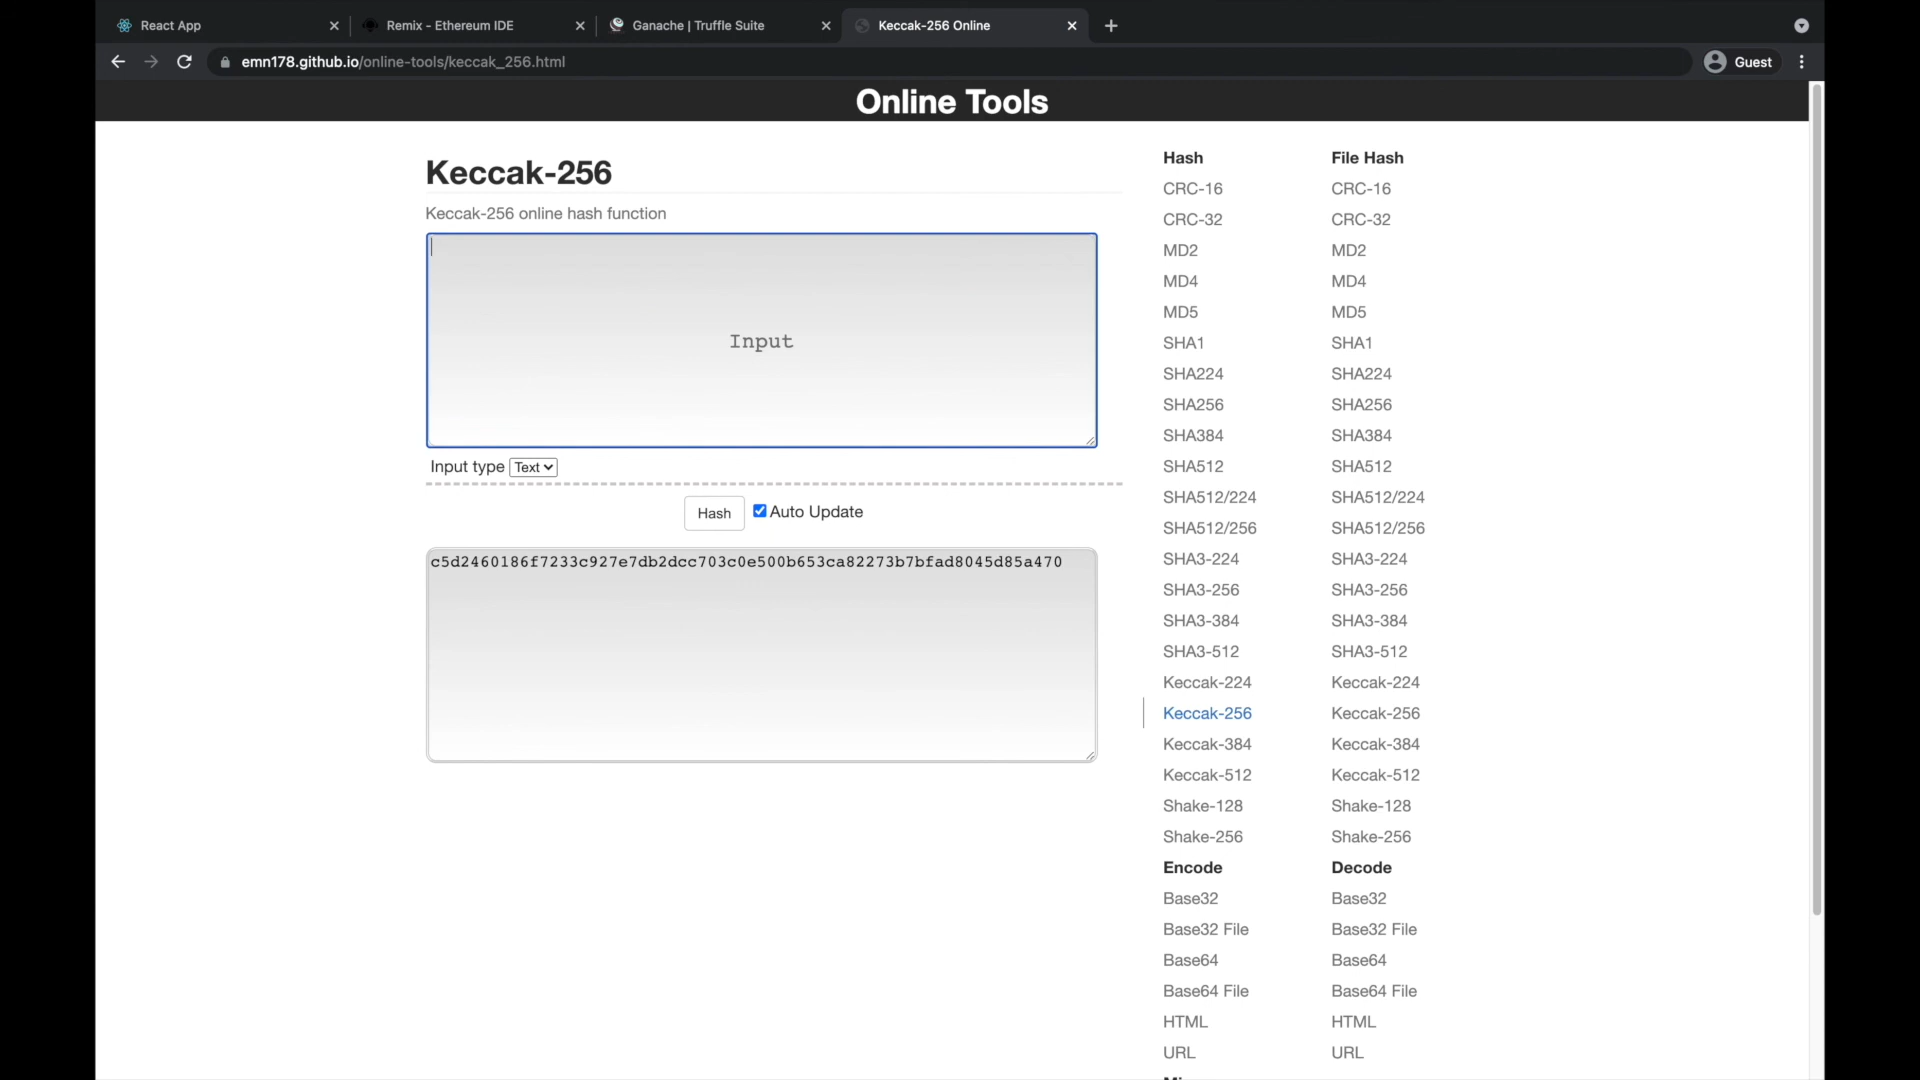 React App
Remix - Ethereum IDE
Ganache | Truffle Suite
Keccak-256 Online
emn178.github.io/online-tools/keccak_256.html
Guest
Online Tools
Keccak-256
Keccak-256 online hash function
Input
Input type Text
Hash Auto Update
c5d2460186f7233c927e7db2dcc703c0e500b653ca82273b7bfad8045d85a470
Hash
CRC-16
CRC-32
MD2
MD4
MD5
SHA1
SHA224
SHA256
SHA384
SHA512
SHA512/224
SHA512/256
SHA3-224
SHA3-256
SHA3-384
SHA3-512
Keccak-224
Keccak-256
Keccak-384
Keccak-512
Shake-128
Shake-256
Encode
Base32
Base32 File
Base64
Base64 File
HTML
URL
File Hash
CRC-16
CRC-32
MD2
MD4
MD5
SHA1
SHA224
SHA256
SHA384
SHA512
SHA512/224
SHA512/256
SHA3-224
SHA3-256
SHA3-384
SHA3-512
Keccak-224
Keccak-256
Keccak-384
Keccak-512
Shake-128
Shake-256
Decode
Base32
Base32 File
Base64
Base64 File
HTML
URL